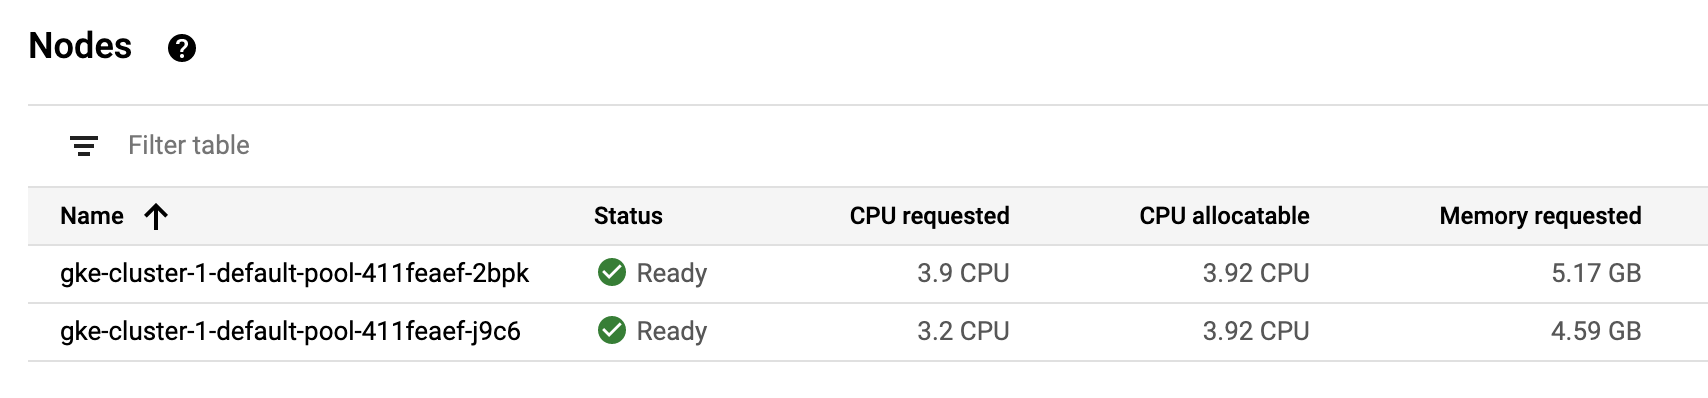 Nodes
Filter table
Name Status CPU requested CPU allocatable Memory requested
gke-cluster-1-default-pool-411feaef-2bpk Ready 3.9 CPU 3.92 CPU 5.17 GB
gke-cluster-1-default-pool-411feaef-j9c6 Ready 3.2 CPU 3.92 CPU 4.59 GB